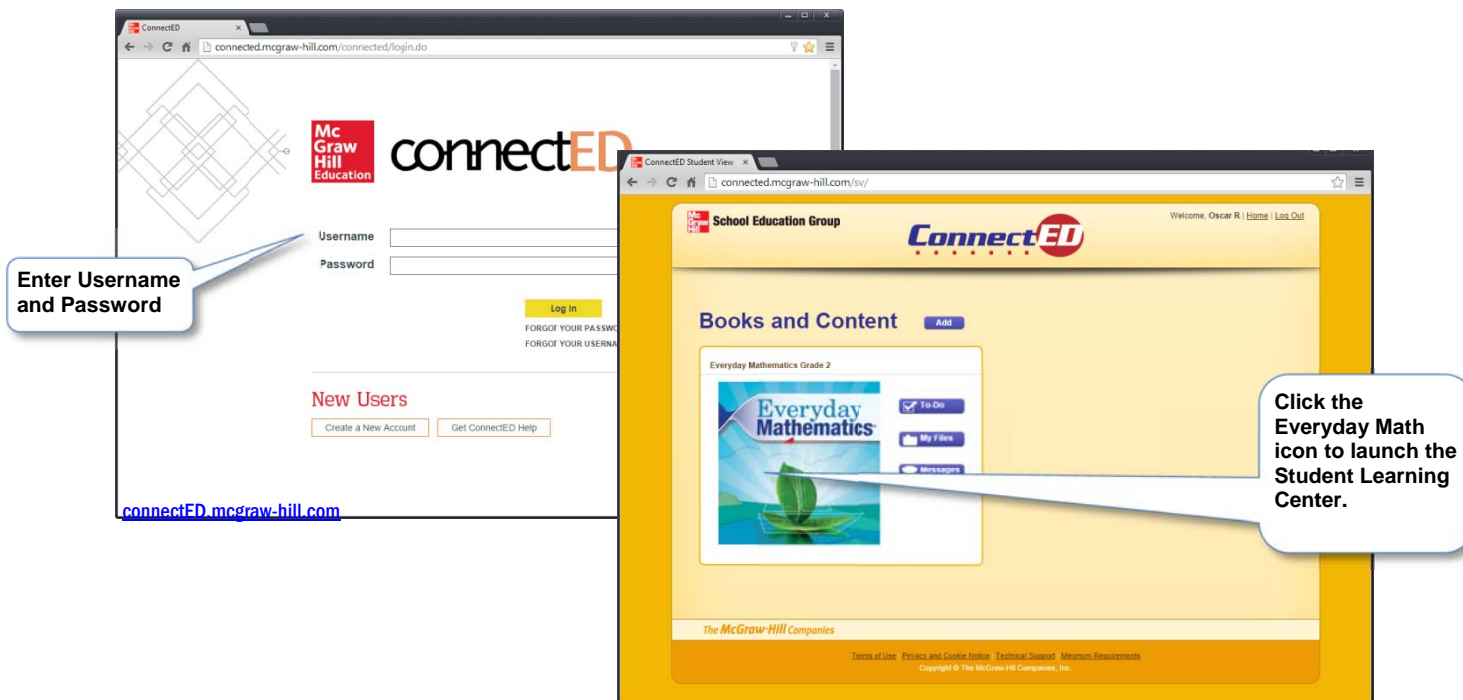 ConnectED
connected.mcgraw-hill.com/connected/login.do
Mc
Graw
Hill
Education
connectED
Username
Password
Log In
FORGOT YOUR
FORGOT YOUR
New Users
Create a New Account
Get ConnectED Help
connectED.mcgraw-hill.com
Enter Username
and Password
ConnectED Student View
connected.mcgraw-hill.com/sv/
Mc
Graw
Hill
School Education Group
ConnectED
Welcome, Oscar R | Home | Log Out
Books and Content
Add
Everyday Mathematics Grade 2
Everyday
Mathematics
To-Do
My Files
Messages
Click the
Everyday Math
icon to launch the
Student Learning
Center.
The McGraw-Hill Companies
Terms of Use Privacy and Cookie Notice Technical Support Minimum Requirements
Copyright © The McGraw-Hill Companies, Inc.